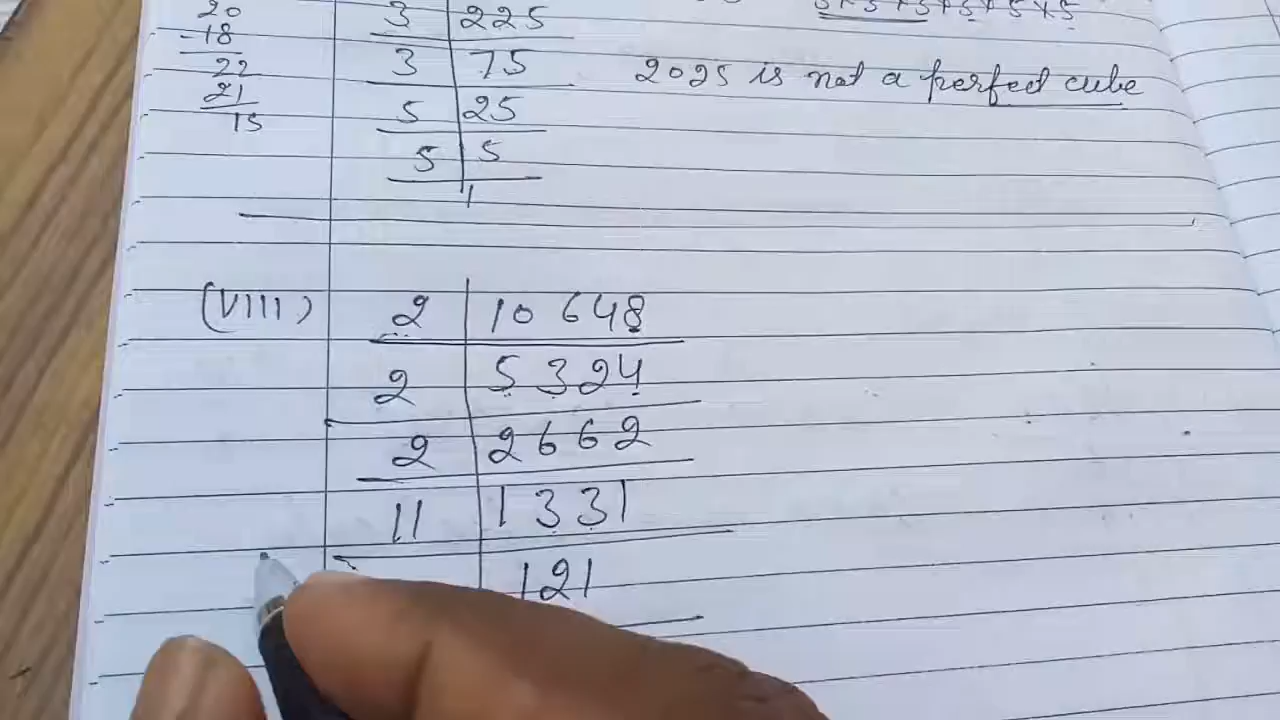 20 3 | 225
-18
22 3 | 75 2025 is not a perfect cube
21 5 | 25
15
5 | 5
1
(VIII) 2 | 10648
2 | 5324
2 | 2662
11 | 1331
121